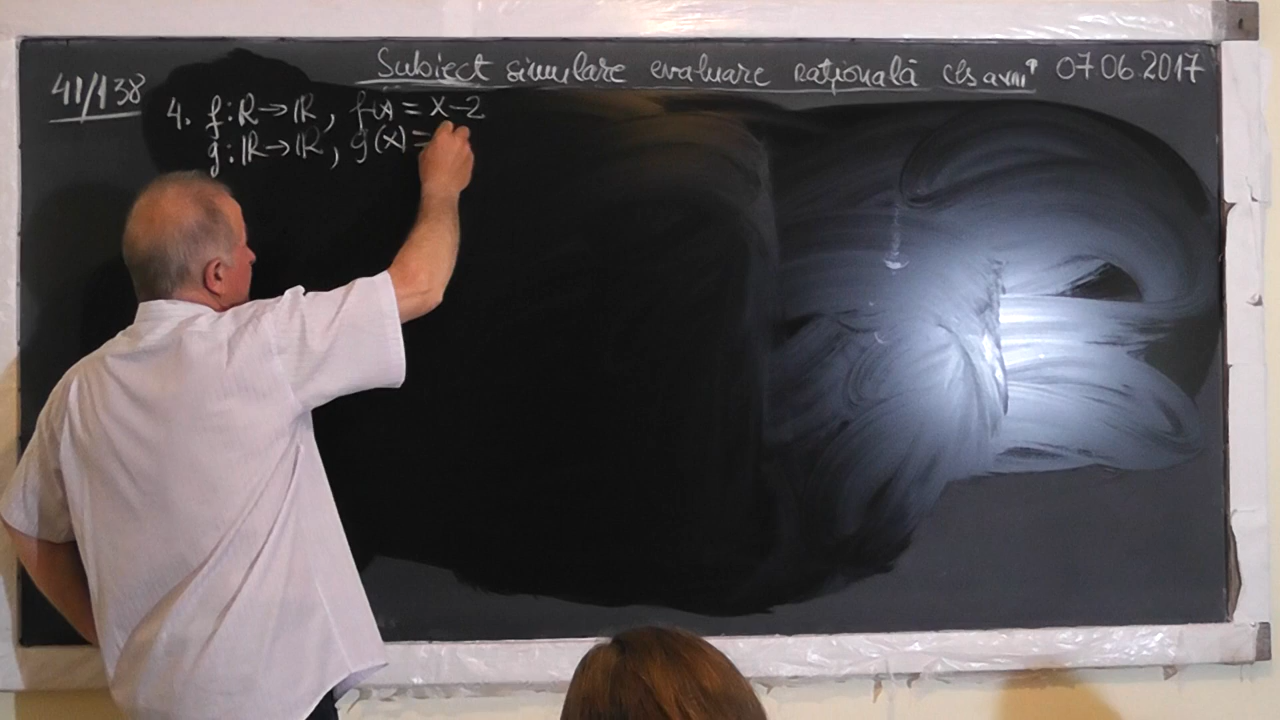 Subiect simulare evaluare națională cls a VIII a 07.06.2017
41/138
4. f: R→ℝ, f(x) = x-2
g: ℝ→ℝ, g(x) =